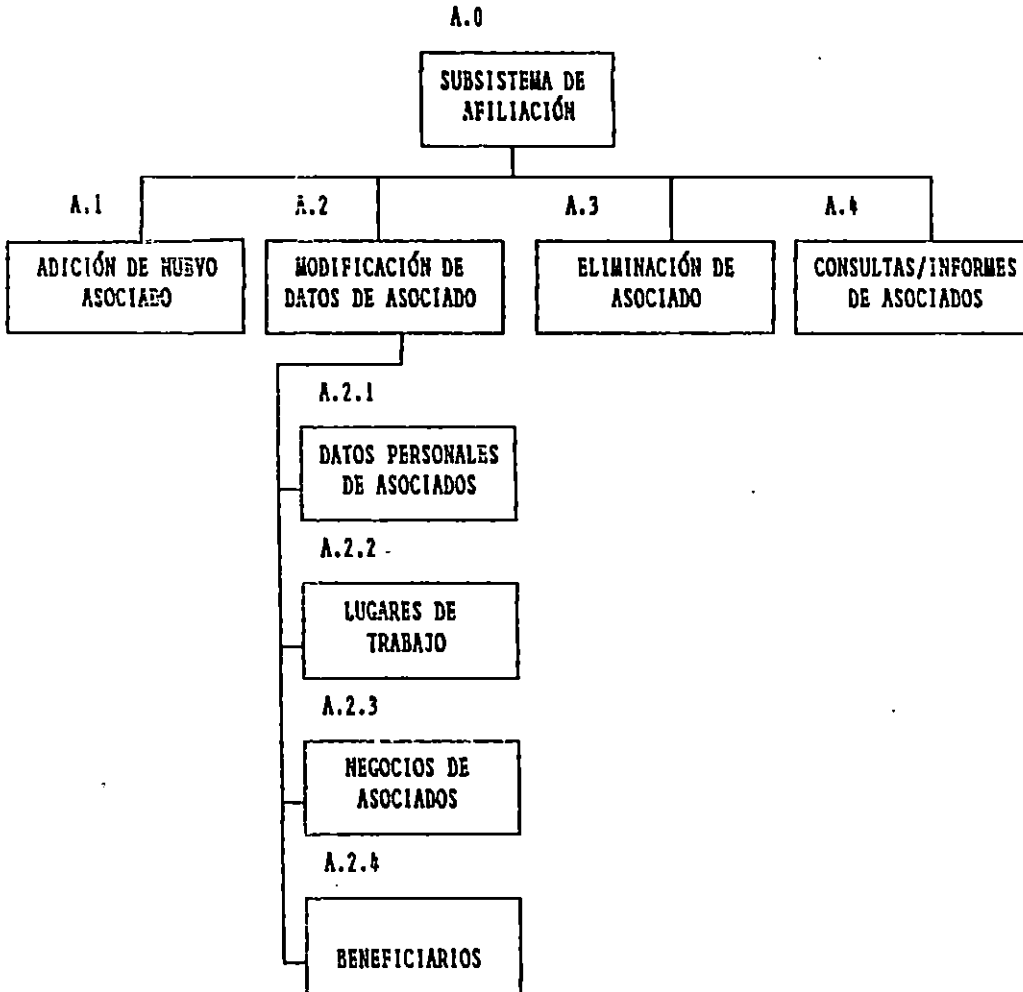 A.0
SUBSISTEMA DE
AFILIACIÓN
A.1
A.2
A.3
A.4
ADICIÓN DE NUEVO
ASOCIADO
MODIFICACIÓN DE
DATOS DE ASOCIADO
ELIMINACIÓN DE
ASOCIADO
CONSULTAS/INFORMES
DE ASOCIADOS
A.2.1
DATOS PERSONALES
DE ASOCIADOS
A.2.2
LUGARES DE
TRABAJO
A.2.3
NEGOCIOS DE
ASOCIADOS
A.2.4
BENEFICIARIOS